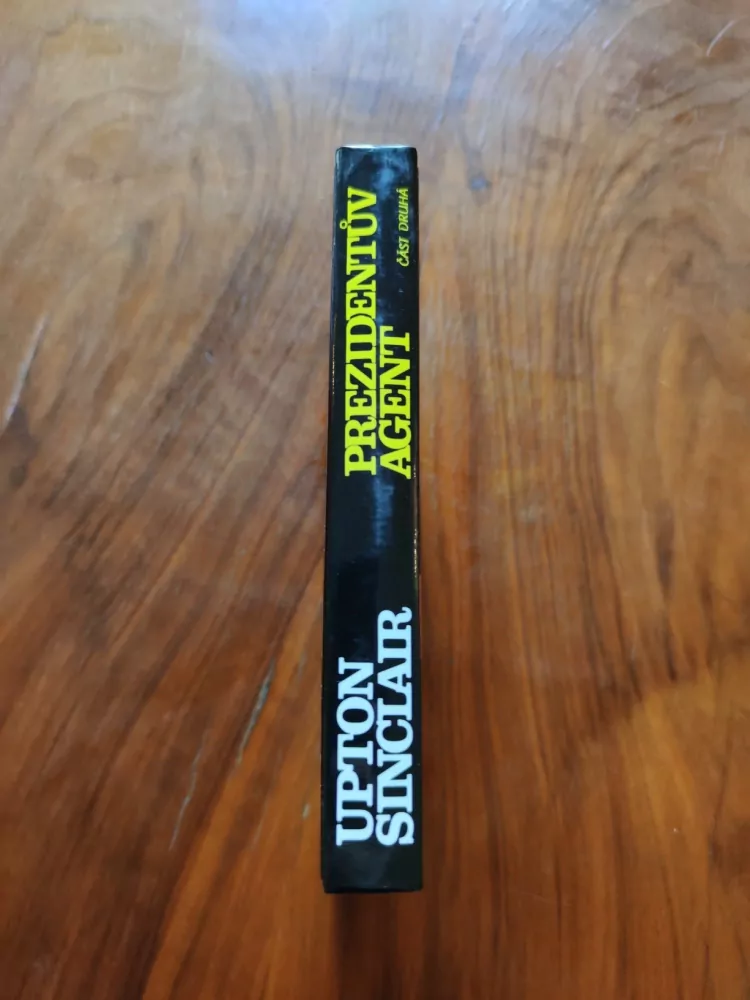 UPTON
SINCLAIR
PREZIDENTŮV
AGENT
ČÁST DRUHÁ